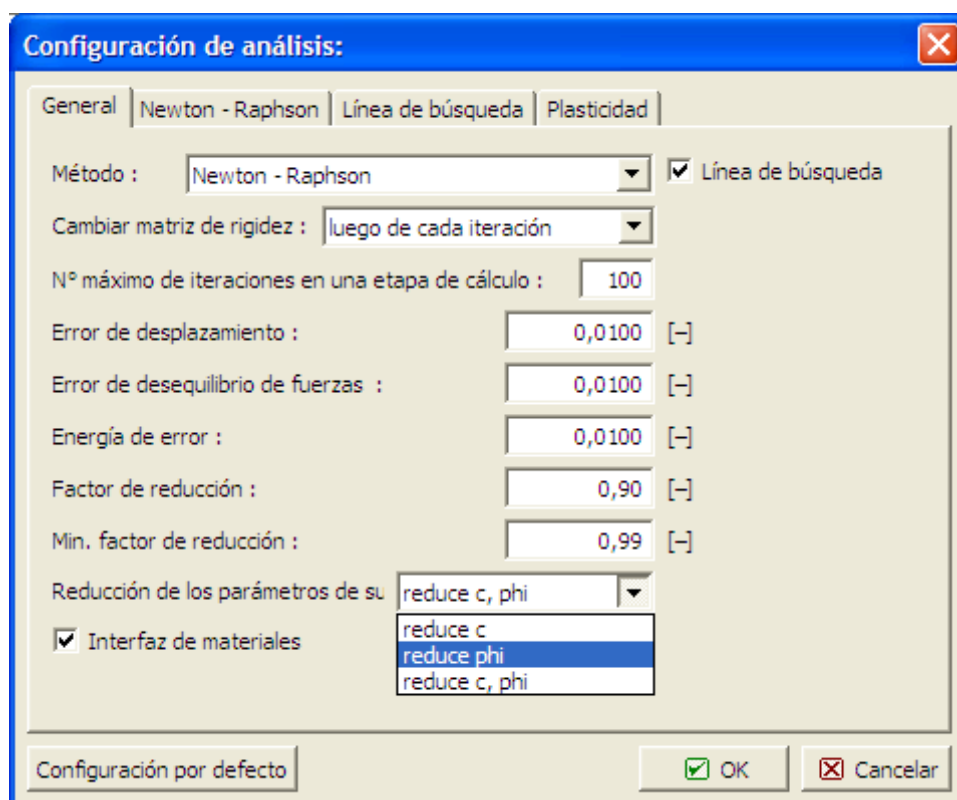 Configuración de análisis:
General Newton - Raphson Línea de búsqueda Plasticidad
Método : Newton - Raphson Línea de búsqueda
Cambiar matriz de rigidez : luego de cada iteración
Nº máximo de iteraciones en una etapa de cálculo : 100
Error de desplazamiento : 0,0100 [–]
Error de desequilibrio de fuerzas : 0,0100 [–]
Energía de error : 0,0100 [–]
Factor de reducción : 0,90 [–]
Min. factor de reducción : 0,99 [–]
Reducción de los parámetros de su reduce c, phi
reduce c
Interfaz de materiales reduce phi
reduce c, phi
Configuración por defecto OK Cancelar